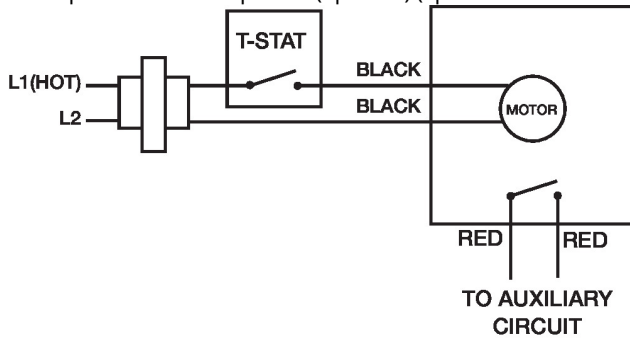 T-STAT
L1(HOT)
BLACK
L2
BLACK
MOTOR
RED
RED
TO AUXILIARY
CIRCUIT